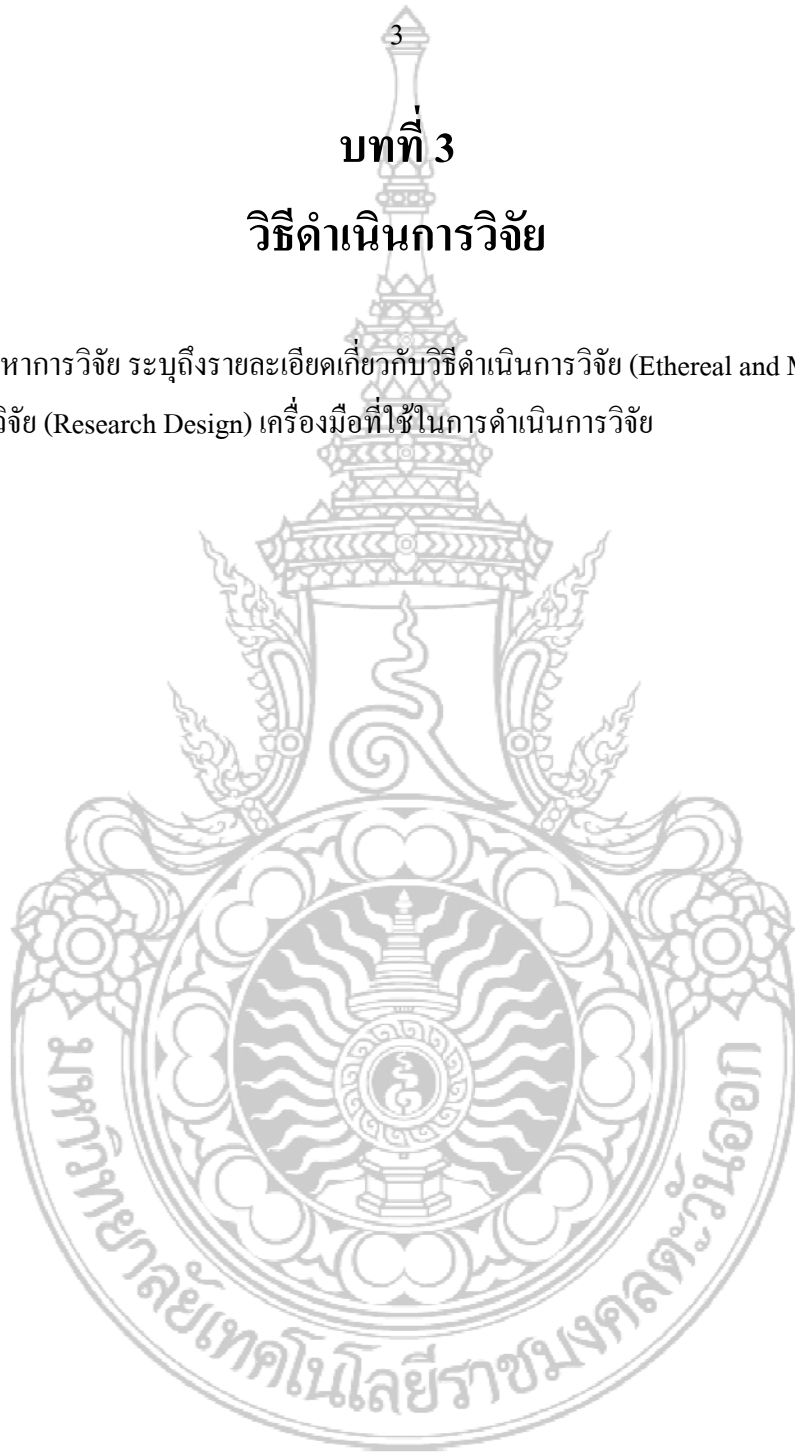 3
บทที่ 3
วิธีดำเนินการวิจัย
หาการวิจัย ระบุถึงรายละเอียดเกี่ยวกับวิธีดำเนินการวิจัย (Ethereal and M
วิจัย (Research Design) เครื่องมือที่ใช้ในการดำเนินการวิจัย
มหาวิทยาลัยเทคโนโลยีราชมงคลตะวันออก